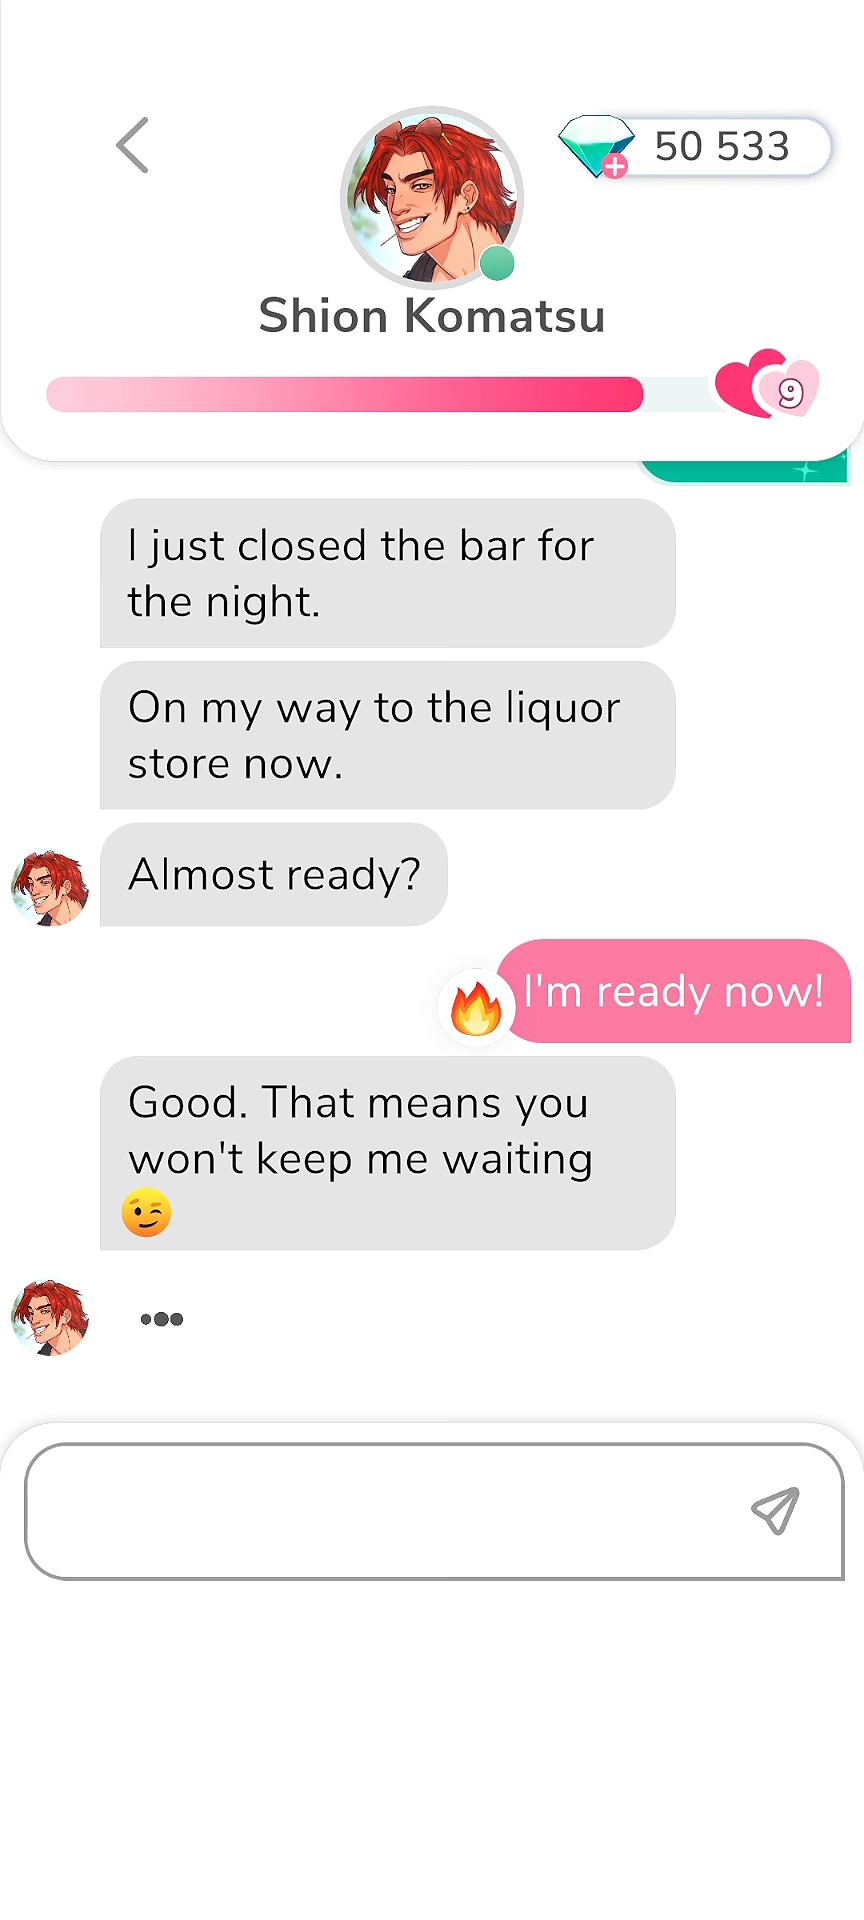 50 533
Shion Komatsu
9
I just closed the bar for
the night.
On my way to the liquor
store now.
Almost ready?
I'm ready now!
Good. That means you
won't keep me waiting
😉